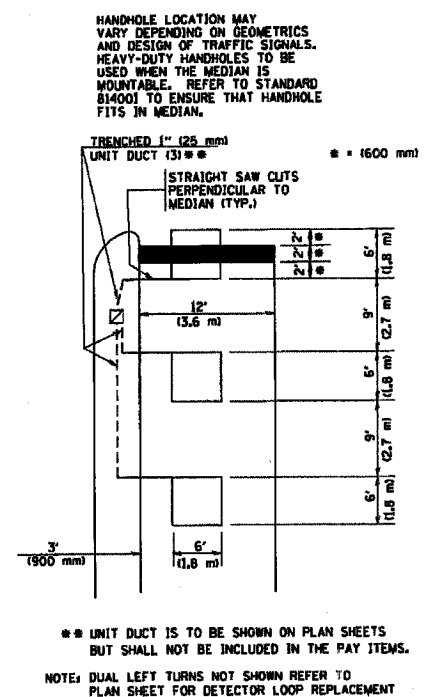 HANDHOLE LOCATION MAY
VARY DEPENDING ON GEOMETRICS
AND DESIGN OF TRAFFIC SIGNALS.
HEAVY-DUTY HANDHOLES TO BE
USED WHEN THE MEDIAN IS
MOUNTABLE. REFER TO STANDARD
814001 TO ENSURE THAT HANDHOLE
FITS IN MEDIAN.
TRENCHED 1" (25 mm)
UNIT DUCT (3)**
* = (600 mm)
STRAIGHT SAW CUTS
PERPENDICULAR TO
MEDIAN (TYP.)
2' *
2' *
2' *
6'
(1.8 m)
12'
(3.6 m)
9'
(2.7 m)
6'
(1.8 m)
9'
(2.7 m)
6'
(1.8 m)
3'
(900 mm)
6'
(1.8 m)
** UNIT DUCT IS TO BE SHOWN ON PLAN SHEETS
BUT SHALL NOT BE INCLUDED IN THE PAY ITEMS.
NOTE: DUAL LEFT TURNS NOT SHOWN REFER TO
PLAN SHEET FOR DETECTOR LOOP REPLACEMENT